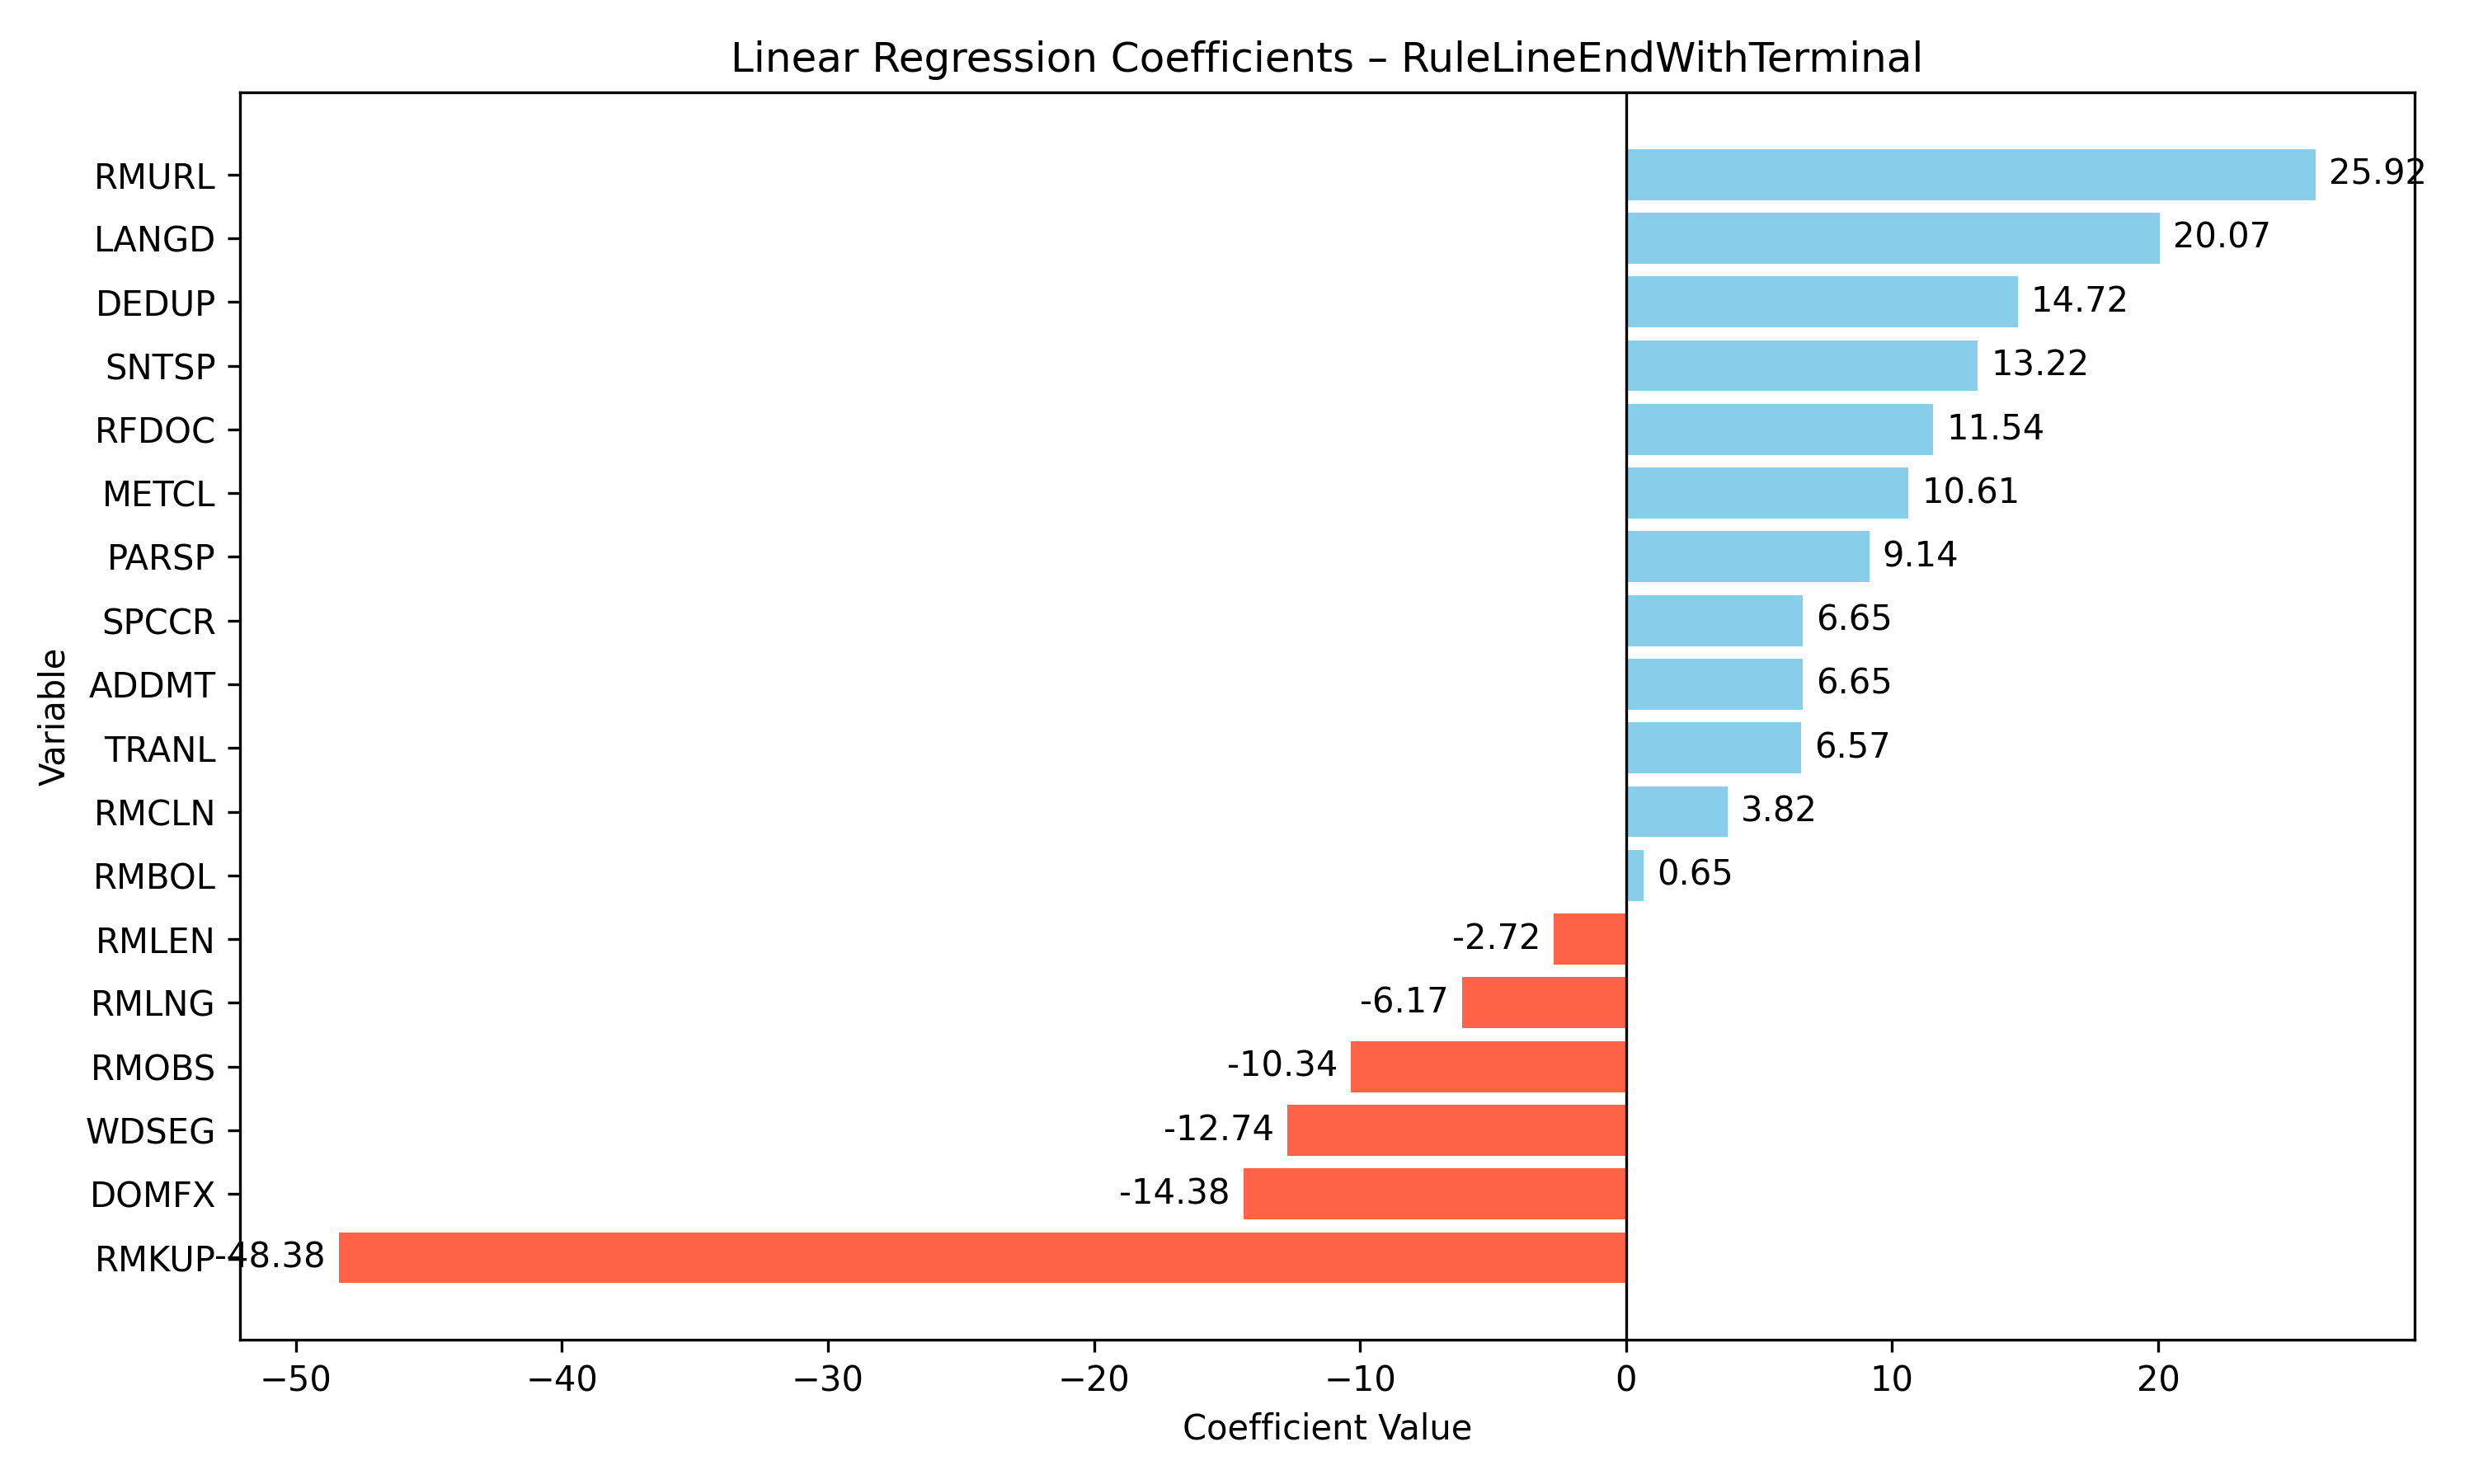 Linear Regression Coefficients – RuleLineEndWithTerminal
RMURL 25.92
LANGD 20.07
DEDUP 14.72
SNTSP 13.22
RFDOC 11.54
METCL 10.61
PARSP 9.14
SPCCR 6.65
ADDMT 6.65
TRANL 6.57
RMCLN 3.82
RMBOL 0.65
RMLEN -2.72
RMLNG -6.17
RMOBS -10.34
WDSEG -12.74
DOMFX -14.38
RMKUP -48.38
Variable
−50 −40 −30 −20 −10 0 10 20
Coefficient Value